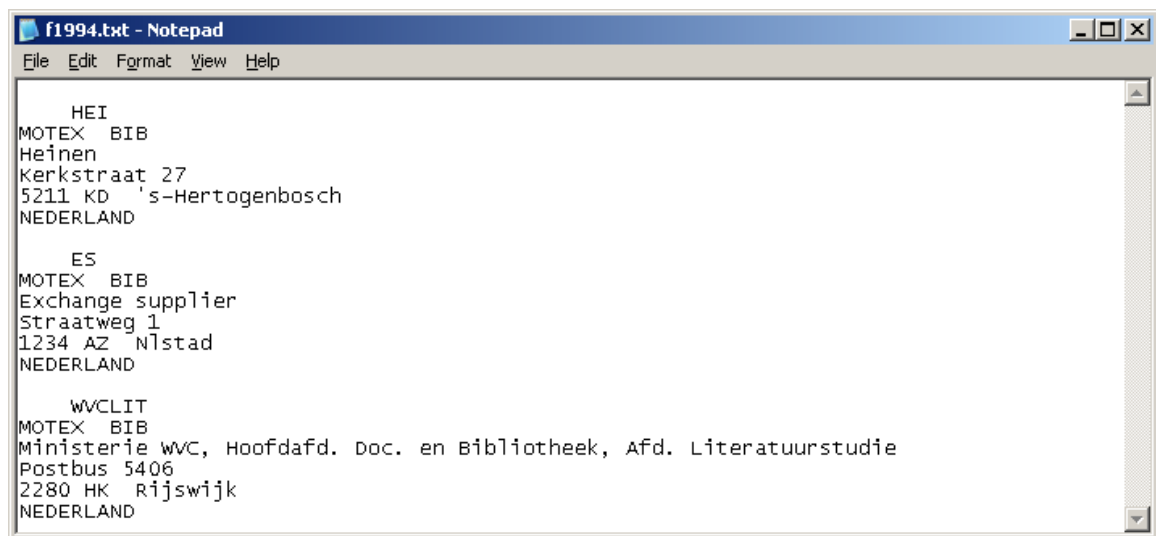 f1994.txt - Notepad
File Edit Format View Help
HEI
MOTEX BIB
Heinen
Kerkstraat 27
5211 KD 's-Hertogenbosch
NEDERLAND
ES
MOTEX BIB
Exchange supplier
Straatweg 1
1234 AZ Nlstad
NEDERLAND
WVCLIT
MOTEX BIB
Ministerie WVC, Hoofdafd. Doc. en Bibliotheek, Afd. Literatuurstudie
Postbus 5406
2280 HK Rijswijk
NEDERLAND